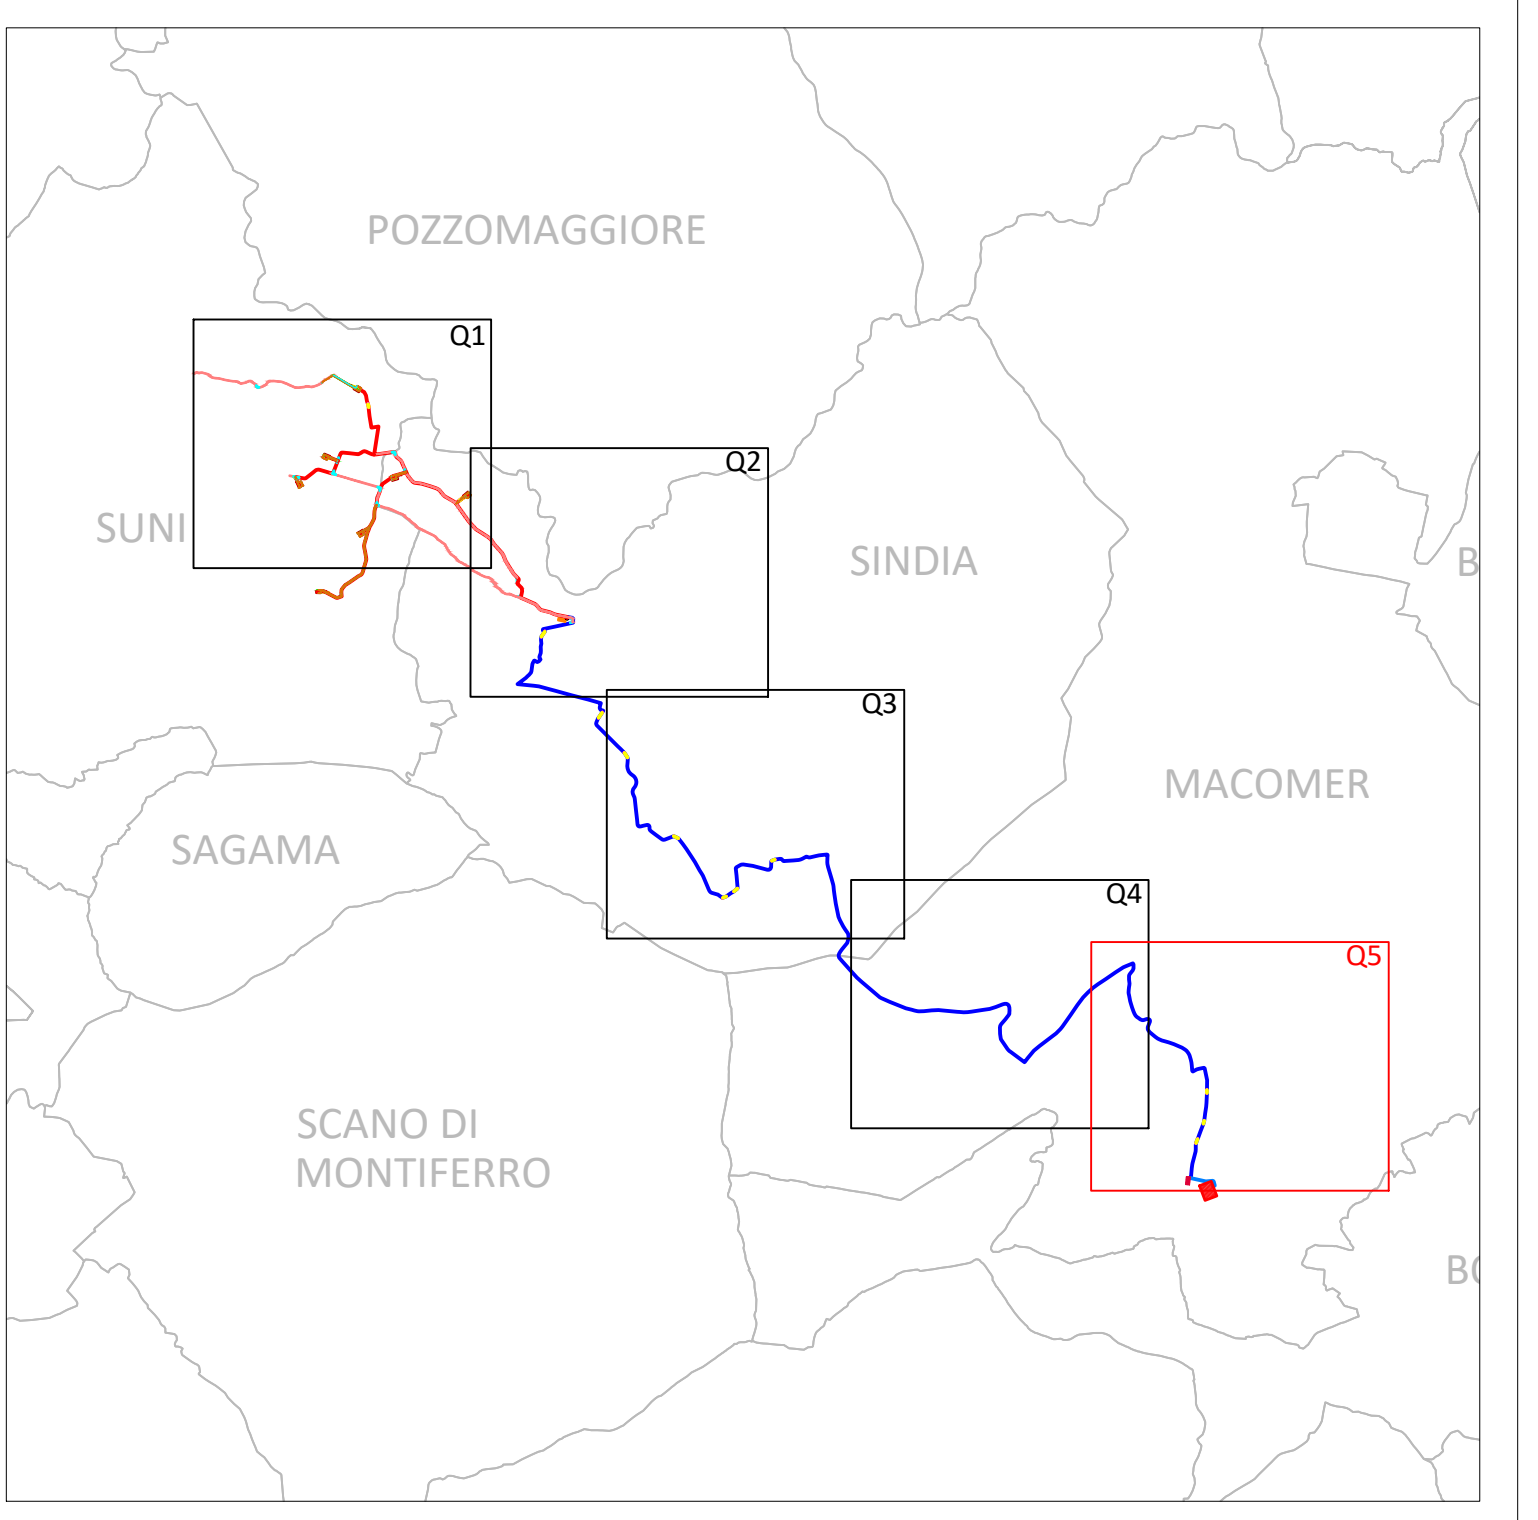 POZZOMAGGIORE
Q1
Q2
SUNI
SINDIA
B
Q3
MACOMER
SAGAMA
Q4
Q5
SCANO DI
MONTIFERRO